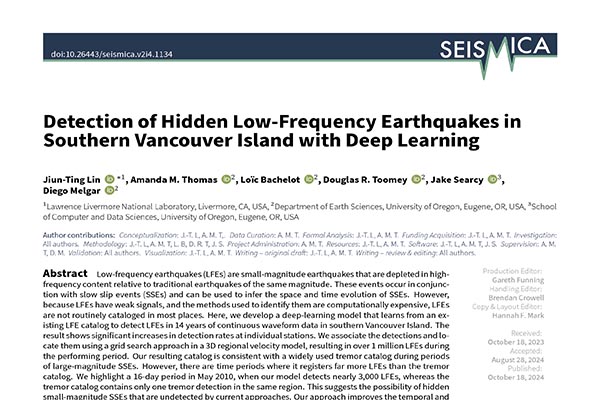 doi:10.26443/seismica.v2i4.1134
SEISMICA
Detection of Hidden Low-Frequency Earthquakes in
Southern Vancouver Island with Deep Learning
Jiun-Ting Lin *1, Amanda M. Thomas 2, Loïc Bachelot 2, Douglas R. Toomey 2, Jake Searcy 3,
Diego Melgar 2
1Lawrence Livermore National Laboratory, Livermore, CA, USA, 2Department of Earth Sciences, University of Oregon, Eugene, OR, USA, 3School
of Computer and Data Sciences, University of Oregon, Eugene, OR, USA
Author contributions: Conceptualization: J.-T. L, A. M, T,. Data Curation: A. M. T. Formal Analysis: J.-T. L, A. M, T. Funding Acquisition: J.-T. L, A. M, T. Investigation:
All authors. Methodology: J.-T. L, A. M, T, L. B, D. R, T, J. S. Project Administration: A. M. T. Resources: J.-T. L, A. M, T. Software: J.-T. L, A. M, T, J. S. Supervision: A. M.
T, D. M. Validation: All authors. Visualization: J.-T. L, A. M. T. Writing – original draft: J.-T. L, A. M. T. Writing – review & editing: All authors.
Abstract Low-frequency earthquakes (LFEs) are small-magnitude earthquakes that are depleted in high-
frequency content relative to traditional earthquakes of the same magnitude. These events occur in conjunc-
tion with slow slip events (SSEs) and can be used to infer the space and time evolution of SSEs. However,
because LFEs have weak signals, and the methods used to identify them are computationally expensive, LFEs
are not routinely cataloged in most places. Here, we develop a deep-learning model that learns from an ex-
isting LFE catalog to detect LFEs in 14 years of continuous waveform data in southern Vancouver Island. The
result shows significant increases in detection rates at individual stations. We associate the detections and lo-
cate them using a grid search approach in a 3D regional velocity model, resulting in over 1 million LFEs during
the performing period. Our resulting catalog is consistent with a widely used tremor catalog during periods
of large-magnitude SSEs. However, there are time periods where it registers far more LFEs than the tremor
catalog. We highlight a 16-day period in May 2010, when our model detects nearly 3,000 LFEs, whereas the
tremor catalog contains only one tremor detection in the same region. This suggests the possibility of hidden
small-magnitude SSEs that are undetected by current approaches. Our approach improves the temporal and
Production Editor:
Gareth Funning
Handling Editor:
Brendan Crowell
Copy & Layout Editor:
Hannah F. Mark
Received:
October 18, 2023
Accepted:
August 28, 2024
Published:
October 18, 2024